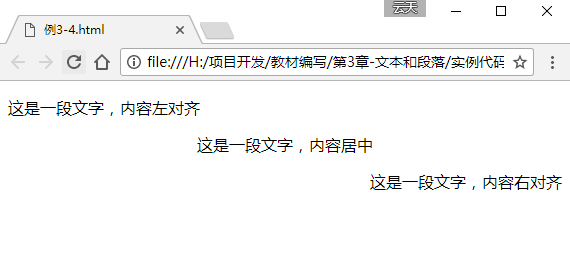 云天
例3-4.html
file:///H:/项目开发/教材编写/第3章-文本和段落/实例代码
这是一段文字，内容左对齐
这是一段文字，内容居中
这是一段文字，内容右对齐